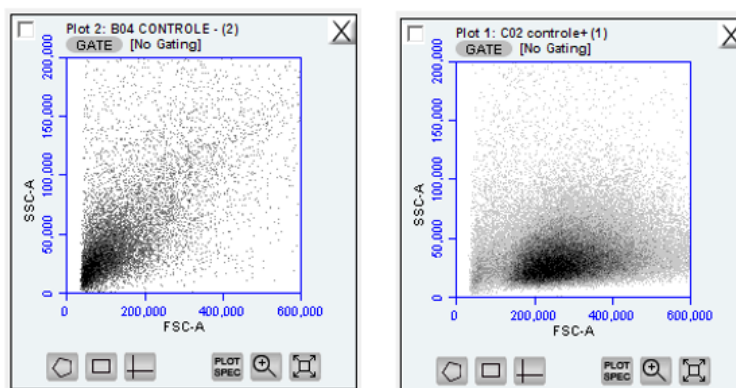 Plot 2: B04 CONTROLE - (2)
GATE [No Gating]
200,000
150,000
100,000
50,000
0
SSC-A
0 200,000 400,000 600,000
FSC-A
PLOT SPEC
Plot 1: C02 controle+ (1)
GATE [No Gating]
200,000
150,000
100,000
50,000
0
SSC-A
0 200,000 400,000 600,000
FSC-A
PLOT SPEC